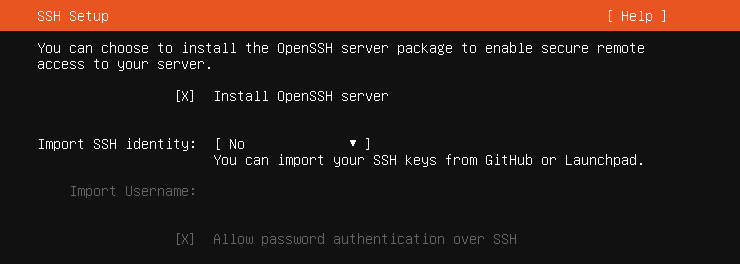 SSH Setup [ Help ]
You can choose to install the OpenSSH server package to enable secure remote
access to your server.
[X] Install OpenSSH server
Import SSH identity: [ No ▼ ]
You can import your SSH keys from GitHub or Launchpad.
Import Username:
[X] Allow password authentication over SSH